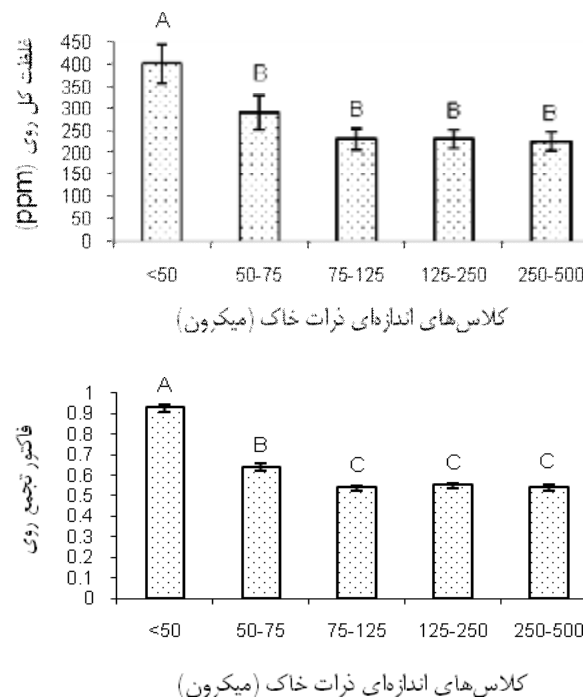 غلظت کل روی (ppm)
450
400
350
300
250
200
150
100
50
0
A
B
B
B
B
<50 50-75 75-125 125-250 250-500
کلاس‌های اندازه‌ای ذرات خاک (میکرون)
فاکتور تجمع روی
1
0.9
0.8
0.7
0.6
0.5
0.4
0.3
0.2
0.1
0
A
B
C
C
C
<50 50-75 75-125 125-250 250-500
کلاس‌های اندازه‌ای ذرات خاک (میکرون)